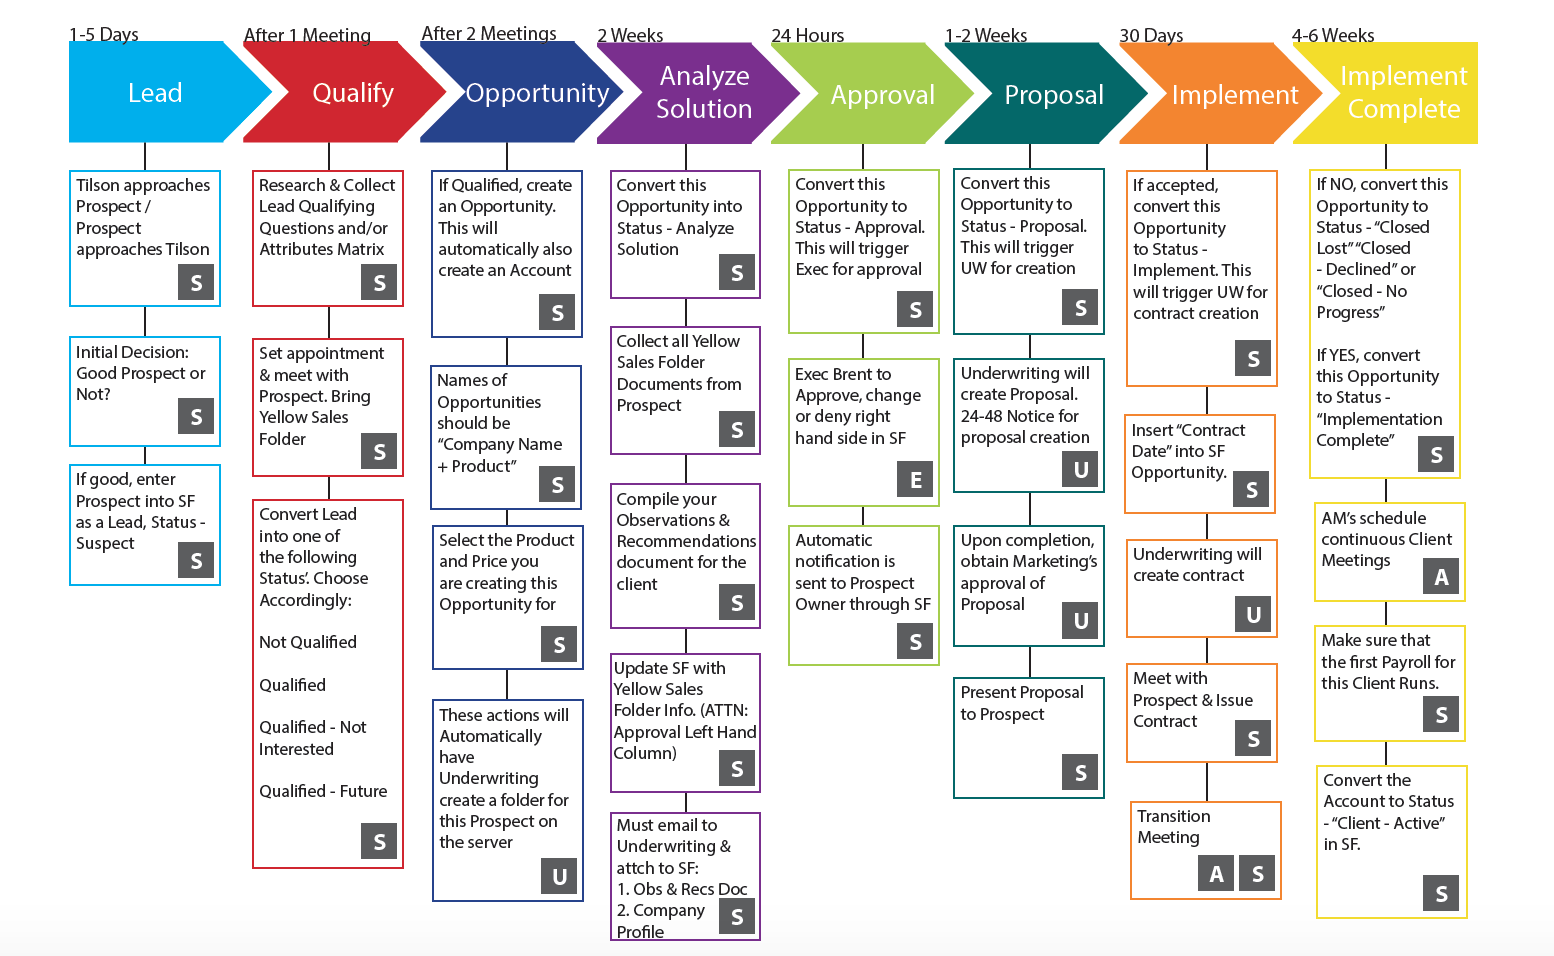 1-5 Days
After 1 Meeting
After 2 Meetings
2 Weeks
24 Hours
1-2 Weeks
30 Days
4-6 Weeks
Lead
Qualify
Opportunity
Analyze
Solution
Approval
Proposal
Implement
Implement
Complete
Tilson approaches
Prospect /
Prospect
approaches Tilson
S
Initial Decision:
Good Prospect or
Not?
S
If good, enter
Prospect into SF
as a Lead, Status -
Suspect
S
Research & Collect
Lead Qualifying
Questions and/or
Attributes Matrix
S
Set appointment
& meet with
Prospect. Bring
Yellow Sales
Folder
S
Convert Lead
into one of
the following
Status’. Choose
Accordingly:
Not Qualified
Qualified
Qualified - Not
Interested
Qualified - Future
S
If Qualified, create
an Opportunity.
This will
automatically also
create an Account
S
Names of
Opportunities
should be
“Company Name
+ Product”
S
Select the Product
and Price you
are creating this
Opportunity for
S
These actions will
Automatically
have
Underwriting
create a folder for
this Prospect on
the server
U
Convert this
Opportunity into
Status - Analyze
Solution
S
Collect all Yellow
Sales Folder
Documents from
Prospect
S
Compile your
Observations &
Recommendations
document for the
client
S
Update SF with
Yellow Sales
Folder Info. (ATTN:
Approval Left Hand
Column)
S
Must email to
Underwriting &
attch to SF:
1. Obs & Recs Doc
2. Company
Profile
S
Convert this
Opportunity to
Status - Approval.
This will trigger
Exec for approval
S
Exec Brent to
Approve, change
or deny right
hand side in SF
E
Automatic
notification is
sent to Prospect
Owner through SF
S
Convert this
Opportunity to
Status - Proposal.
This will trigger
UW for creation
S
Underwriting will
create Proposal.
24-48 Notice for
proposal creation
U
Upon completion,
obtain Marketing’s
approval of
Proposal
U
Present Proposal
to Prospect
S
If accepted,
convert this
Opportunity
to Status -
Implement. This
will trigger UW for
contract creation
S
Insert “Contract
Date” into SF
Opportunity.
S
Underwriting will
create contract
U
Meet with
Prospect & Issue
Contract
S
Transition
Meeting
A S
If NO, convert this
Opportunity to
Status - “Closed
Lost” “Closed
- Declined” or
“Closed - No
Progress”
If YES, convert
this Opportunity
to Status -
“Implementation
Complete”
S
AM’s schedule
continuous Client
Meetings
A
Make sure that
the first Payroll for
this Client Runs.
S
Convert the
Account to Status
- “Client - Active”
in SF.
S